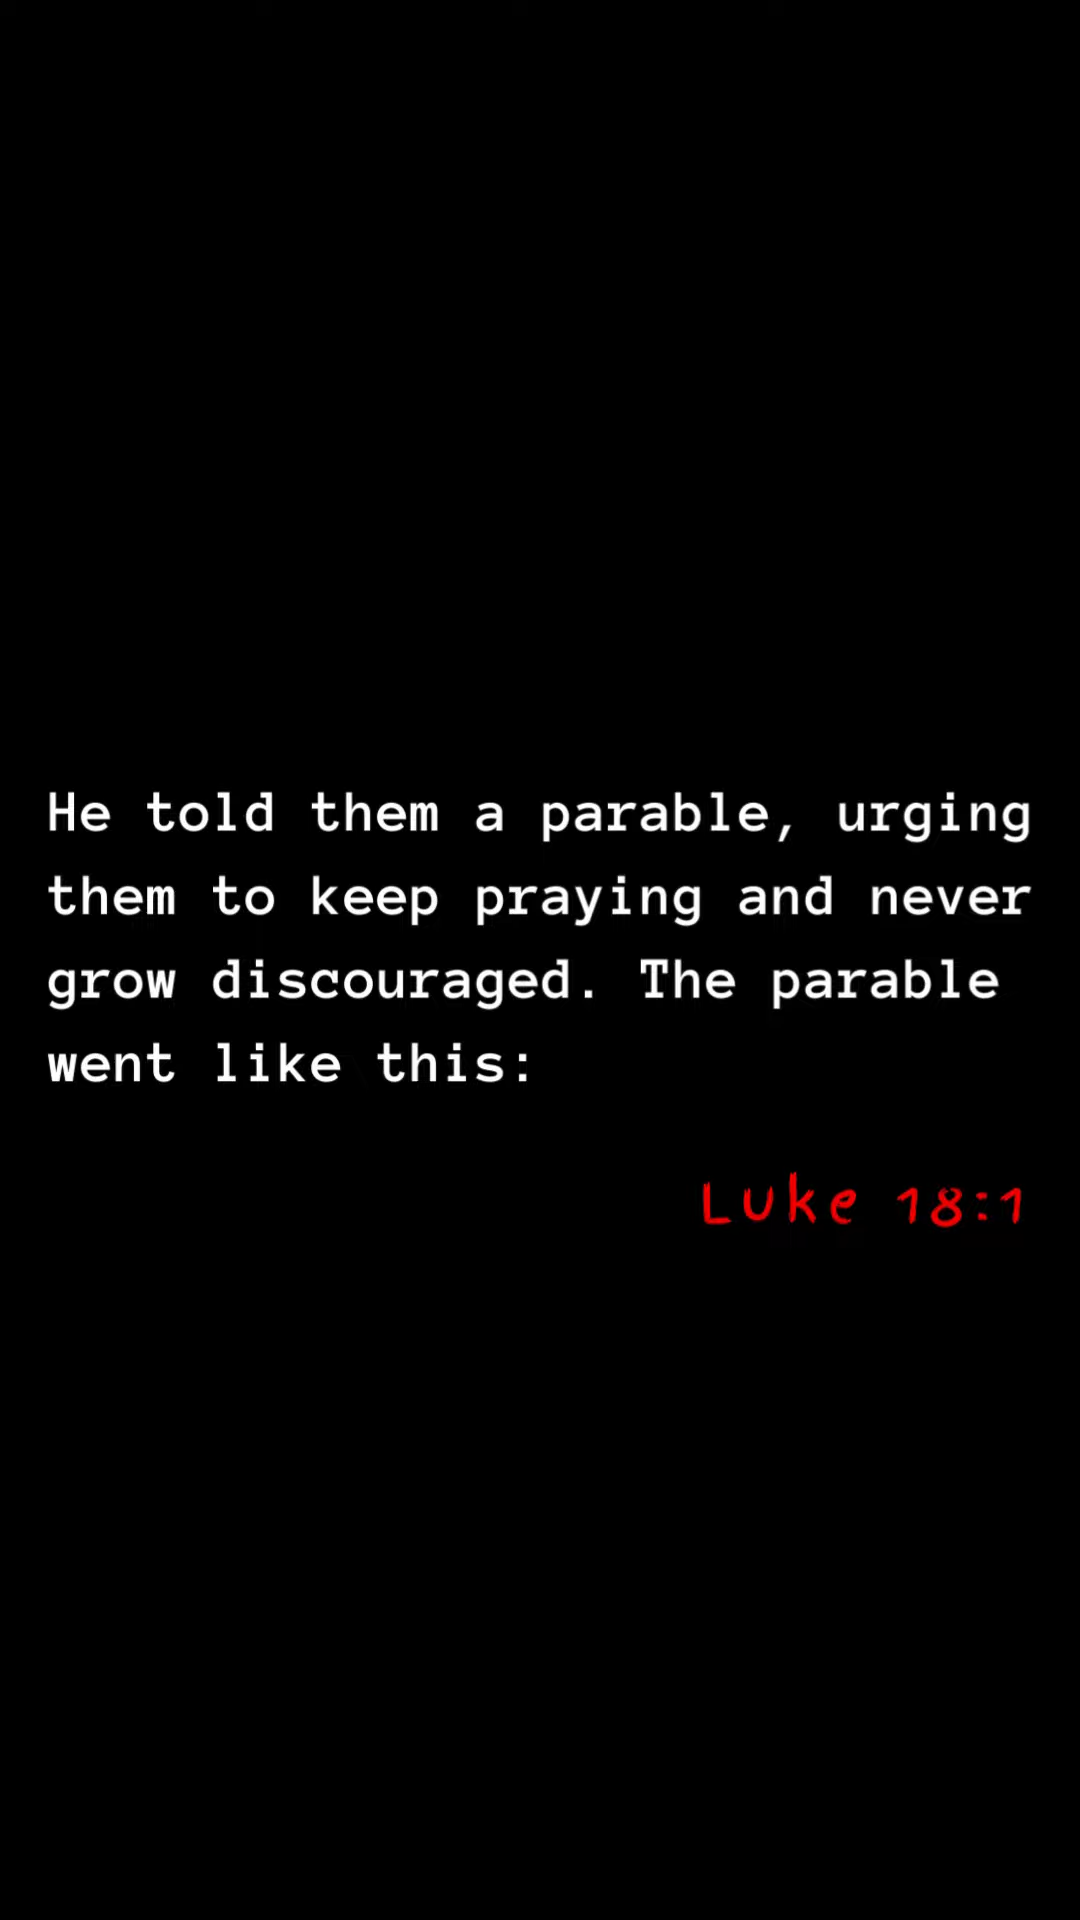 He told them a parable, urging
them to keep praying and never
grow discouraged. The parable
went like this:
Luke 18:1